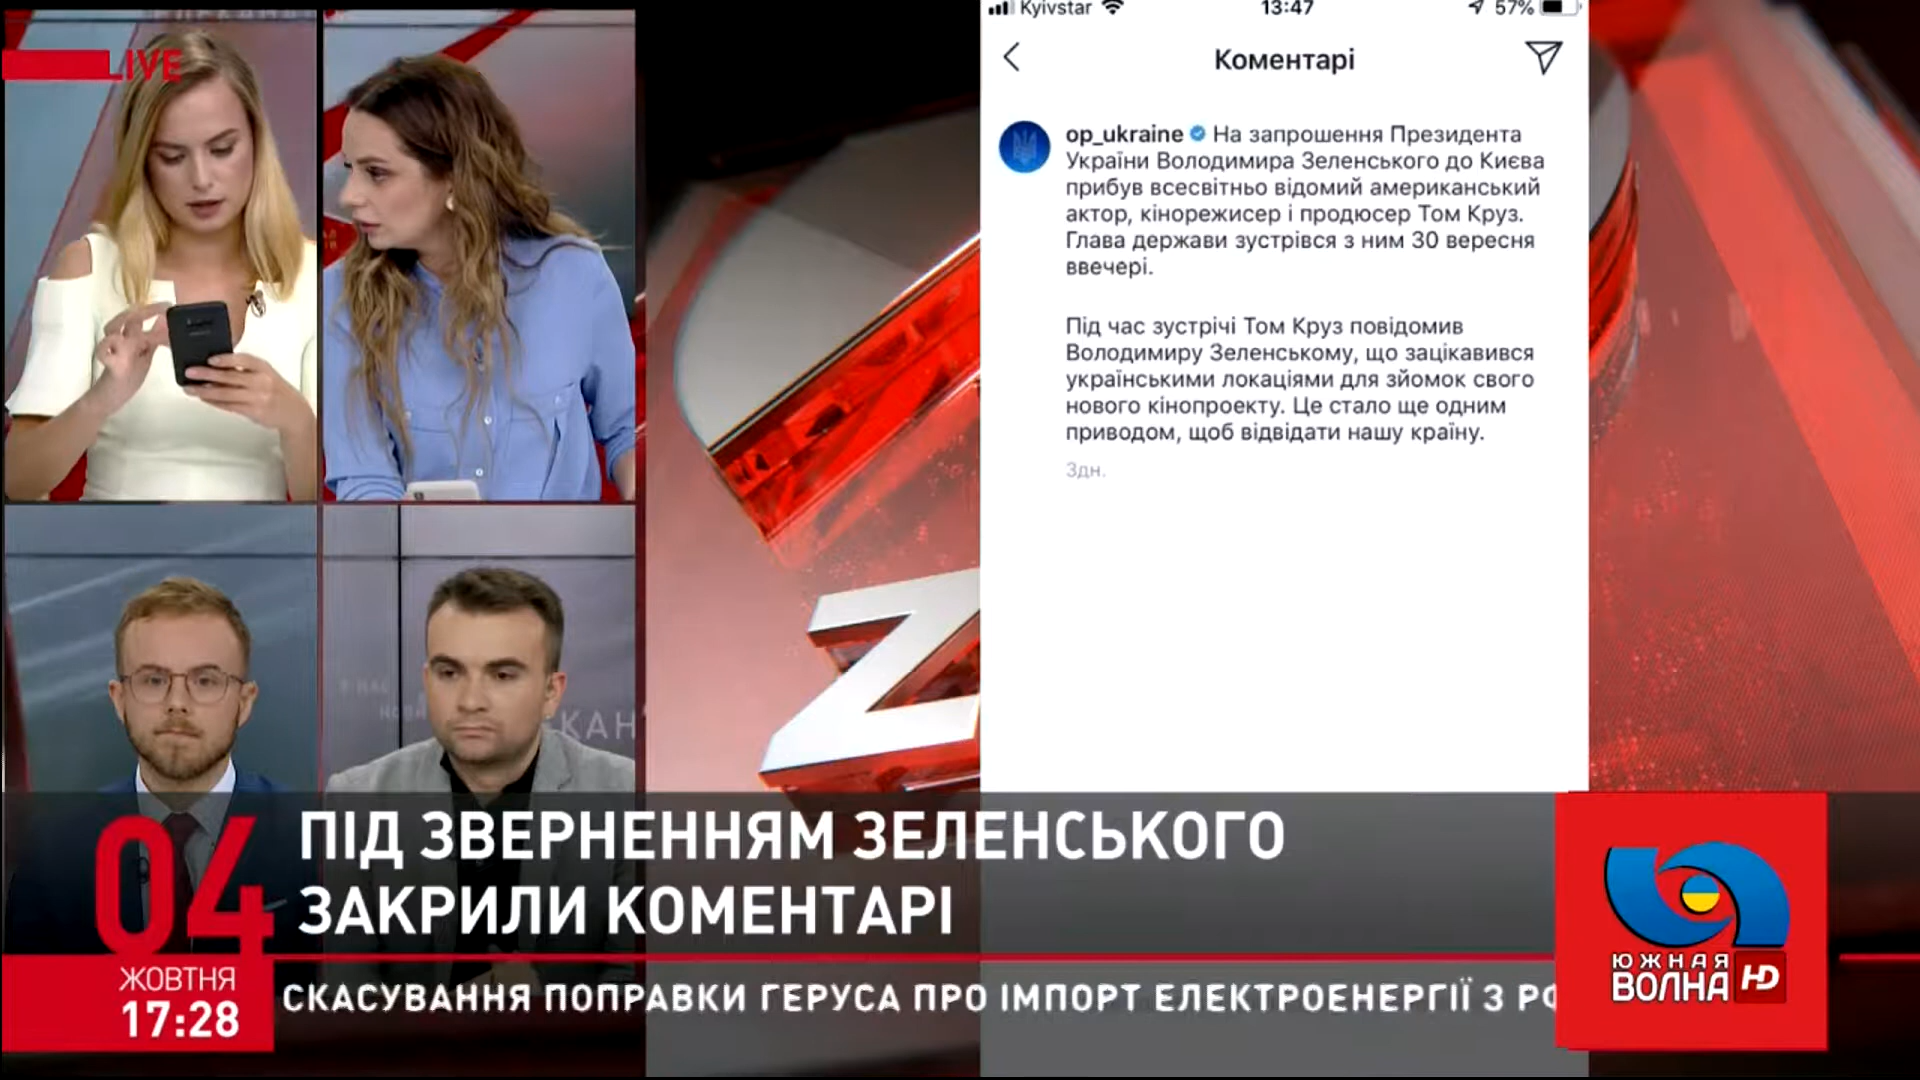 LIVE
Kyivstar 13:47 57%
Коментарі
op_ukraine На запрошення Президента
України Володимира Зеленського до Києва
прибув всесвітньо відомий американський
актор, кінорежисер і продюсер Том Круз.
Глава держави зустрівся з ним 30 вересня
ввечері.
Під час зустрічі Том Круз повідомив
Володимиру Зеленському, що зацікавився
українськими локаціями для зйомок свого
нового кінопроекту. Це стало ще одним
приводом, щоб відвідати нашу країну.
3дн.
КАН
Z
04
ЖОВТНЯ
17:28
ПІД ЗВЕРНЕННЯМ ЗЕЛЕНСЬКОГО
ЗАКРИЛИ КОМЕНТАРІ
СКАСУВАННЯ ПОПРАВКИ ГЕРУСА ПРО ІМПОРТ ЕЛЕКТРОЕНЕРГІЇ З РФ
ЮЖНАЯ
ВОЛНА HD